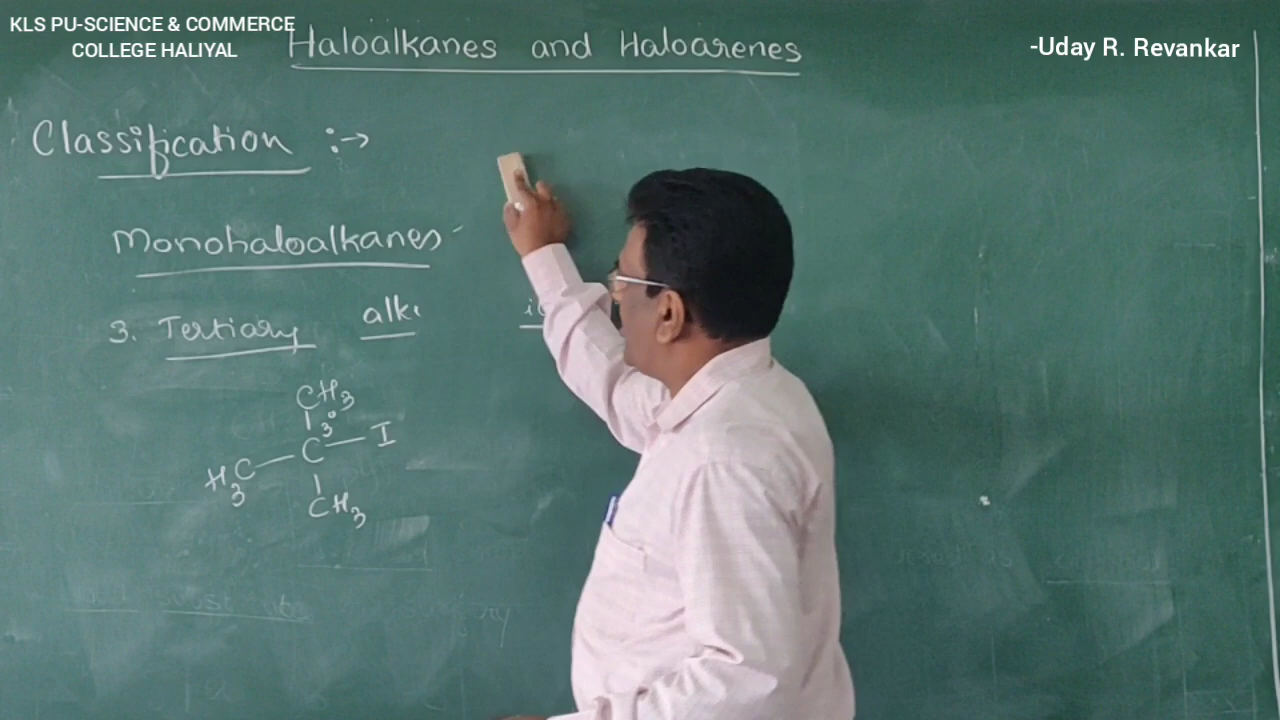 KLS PU-SCIENCE & COMMERCE
COLLEGE HALIYAL
-Uday R. Revankar
Haloalkanes and Haloarenes
Classification :→
Monohaloalkanes-
3. Tertiary alk
CH3
3°
H3C — C — I
CH3